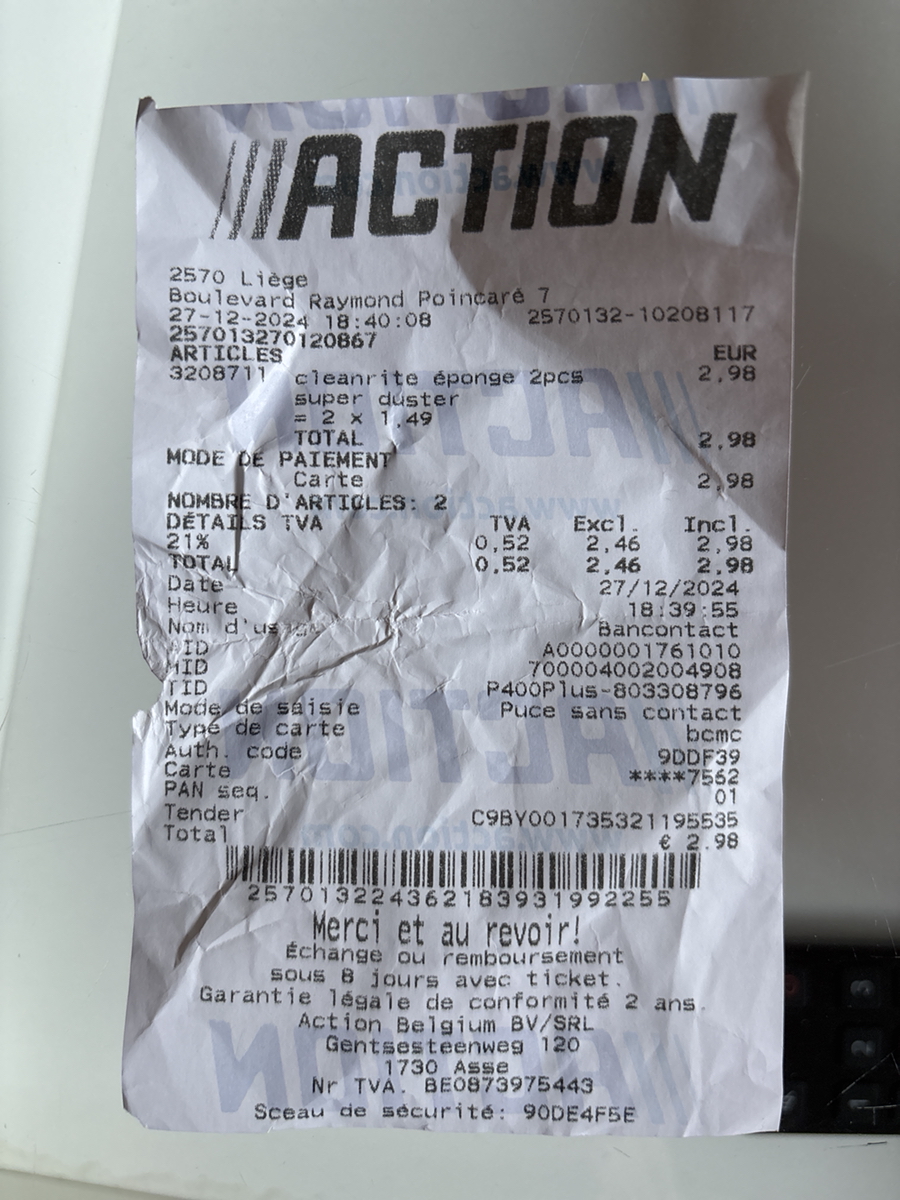 ACTION
2570 Liège
Boulevard Raymond Poincaré 7
27-12-2024 18:40:08 2570132-10208117
257013270120867
ARTICLES EUR
3208711 cleanrite éponge 2pcs 2,98
super duster
= 2 x 1,49
TOTAL 2,98
MODE DE PAIEMENT
Carte 2,98
NOMBRE D'ARTICLES: 2
DÉTAILS TVA TVA Excl. Incl.
21% 0,52 2,46 2,98
TOTAL 0,52 2,46 2,98
Date 27/12/2024
Heure 18:39:55
Nom d'usage Bancontact
AID A0000001761010
MID 700004002004908
TID P400Plus-803308796
Mode de saisie Puce sans contact
Type de carte bcmc
Auth. code 9DDF39
Carte ****7562
PAN seq. 01
Tender C9BY001735321195535
Total € 2.98
257013224362183931992255
Merci et au revoir!
Échange ou remboursement
sous 8 jours avec ticket.
Garantie légale de conformité 2 ans.
Action Belgium BV/SRL
Gentsesteenweg 120
1730 Asse
Nr TVA. BE0873975443
Sceau de sécurité: 90DE4F5E